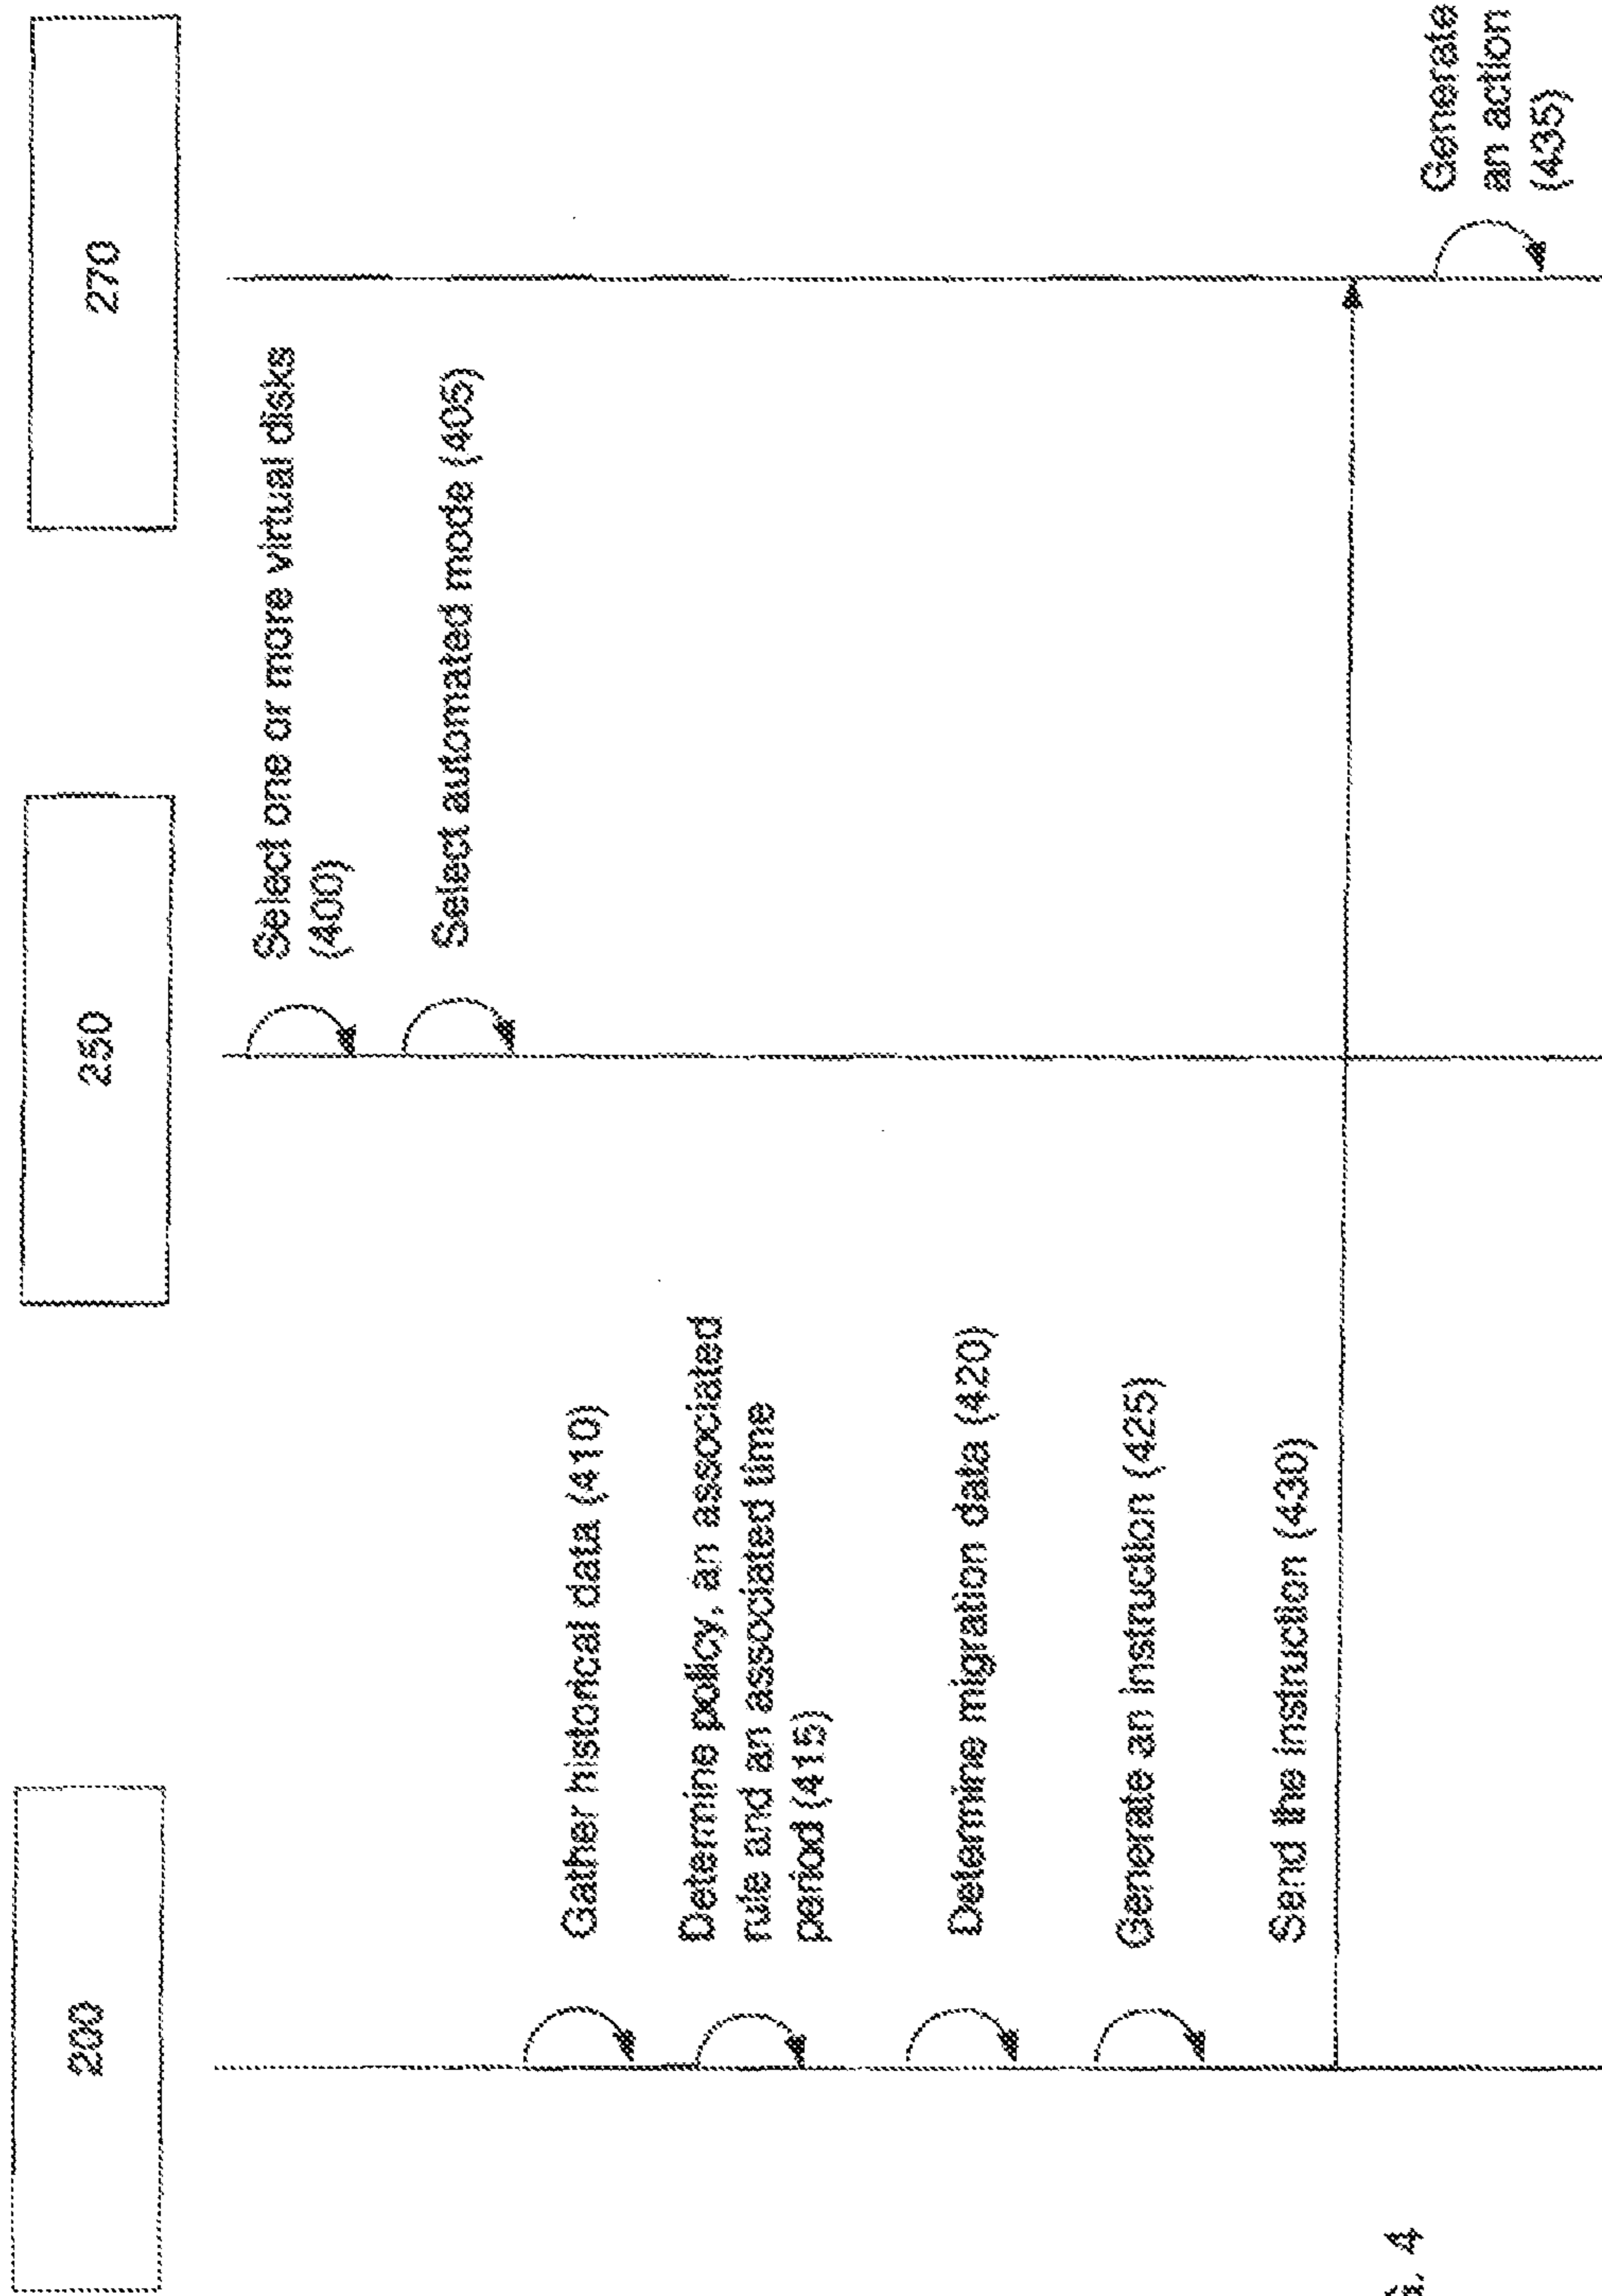 200
250
270
Select one or more virtual disks
(400)
Select automated mode (405)
Gather historical data (410)
Determine policy, an associated
rule and an associated time
period (415)
Determine migration data (420)
Generate an instruction (425)
Send the instruction (430)
Generate
an action
(435)
4